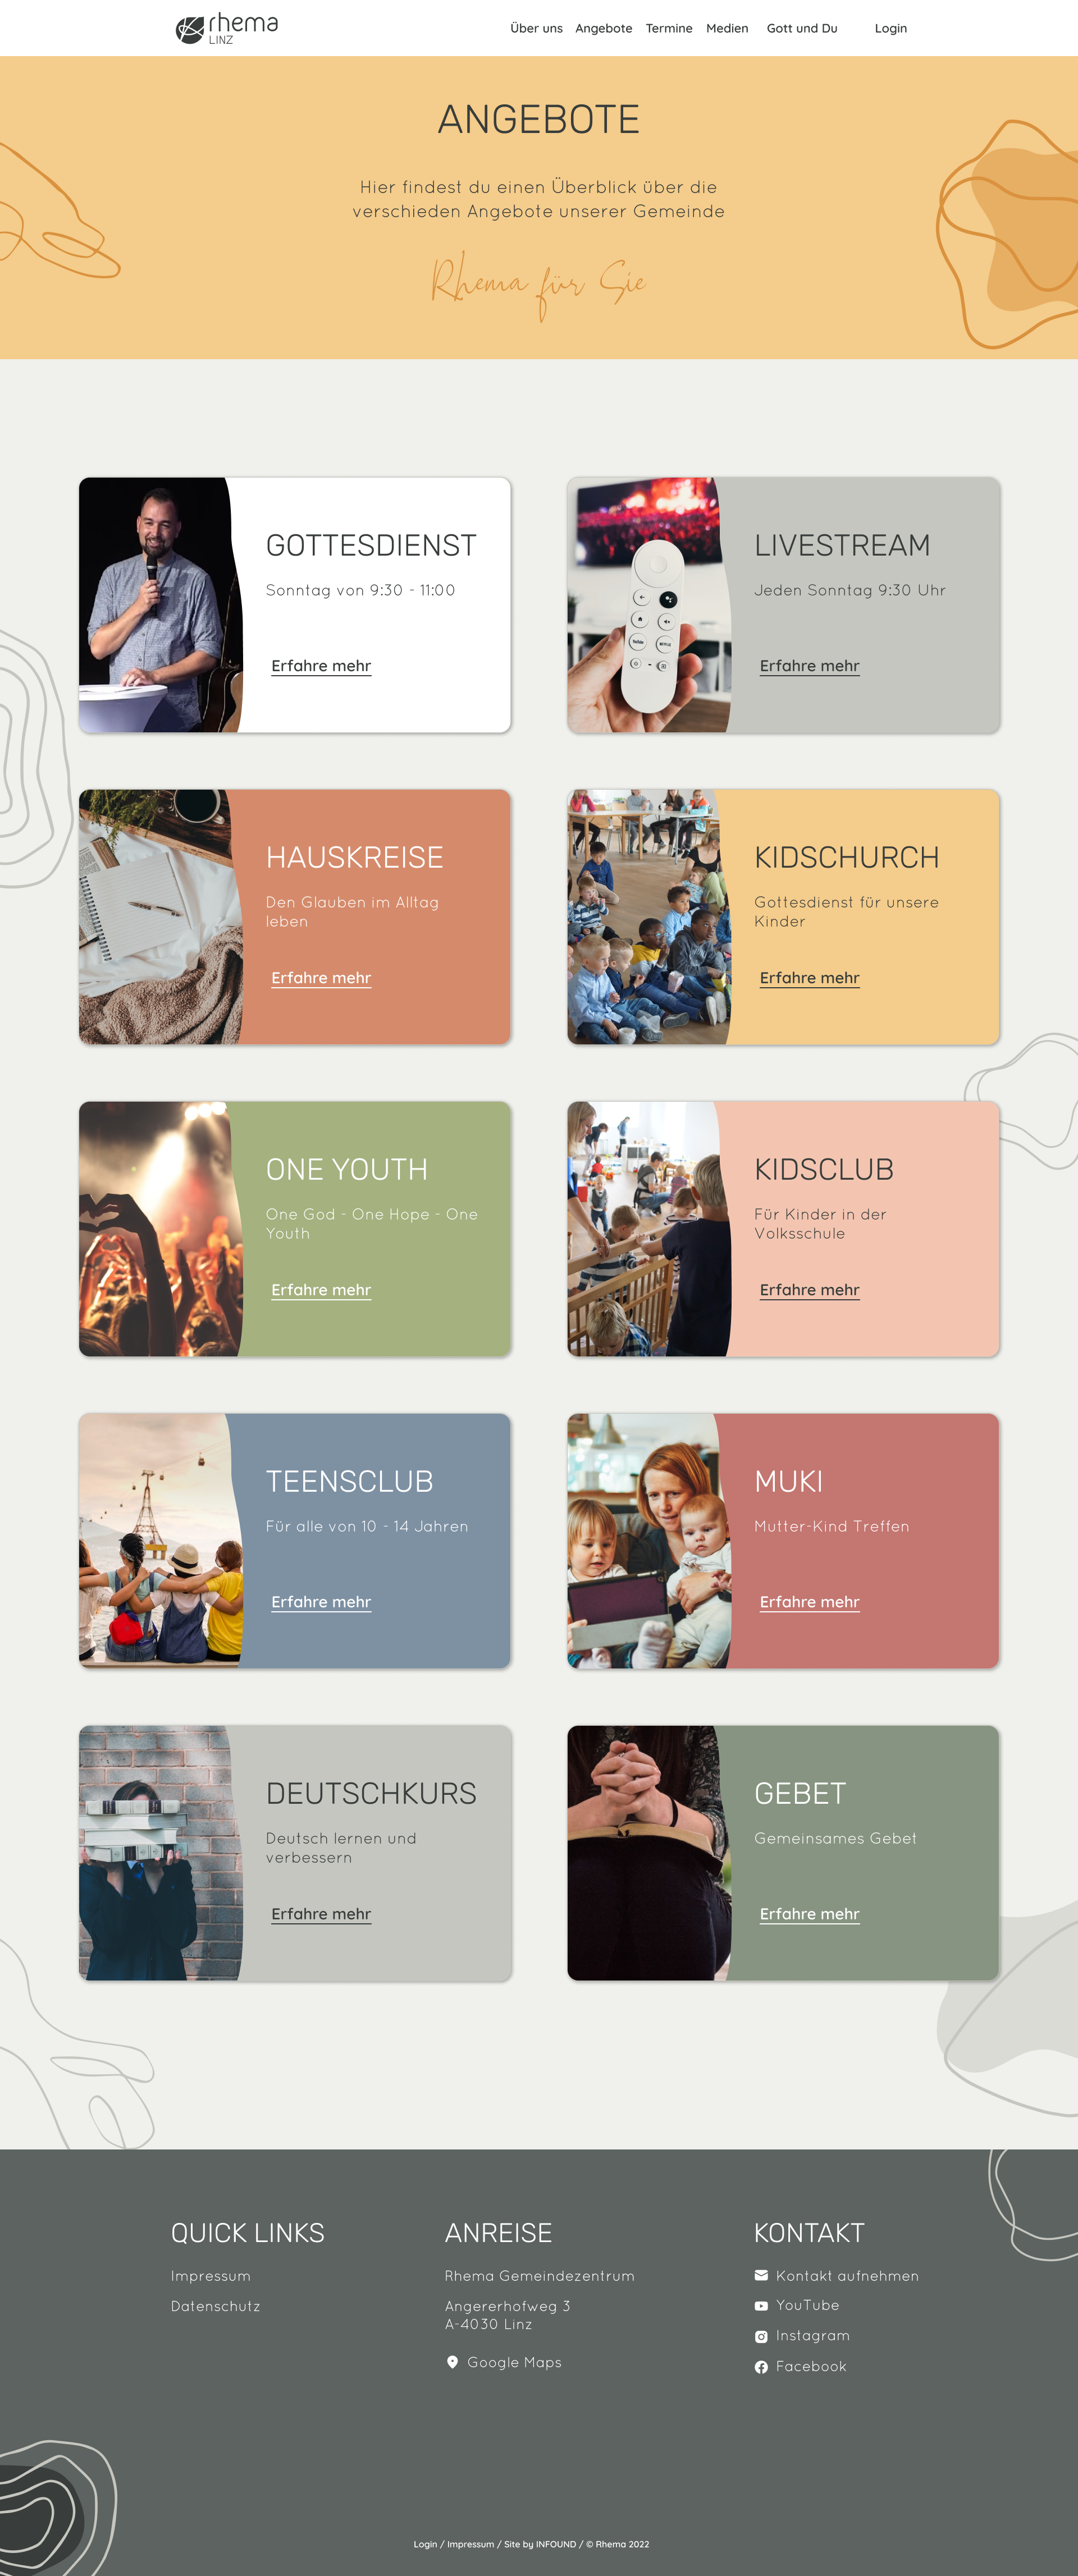 rhema
LINZ
Über uns Angebote Termine Medien Gott und Du Login
ANGEBOTE
Hier findest du einen Überblick über die
verschieden Angebote unserer Gemeinde
Rhema für Sie
GOTTESDIENST
Sonntag von 9:30 - 11:00
Erfahre mehr
LIVESTREAM
Jeden Sonntag 9:30 Uhr
Erfahre mehr
HAUSKREISE
Den Glauben im Alltag
leben
Erfahre mehr
KIDSCHURCH
Gottesdienst für unsere
Kinder
Erfahre mehr
ONE YOUTH
One God - One Hope - One
Youth
Erfahre mehr
KIDSCLUB
Für Kinder in der
Volksschule
Erfahre mehr
TEENSCLUB
Für alle von 10 - 14 Jahren
Erfahre mehr
MUKI
Mutter-Kind Treffen
Erfahre mehr
DEUTSCHKURS
Deutsch lernen und
verbessern
Erfahre mehr
GEBET
Gemeinsames Gebet
Erfahre mehr
QUICK LINKS
Impressum
Datenschutz
ANREISE
Rhema Gemeindezentrum
Angererhofweg 3
A-4030 Linz
Google Maps
KONTAKT
Kontakt aufnehmen
YouTube
Instagram
Facebook
Login / Impressum / Site by INFOUND / © Rhema 2022